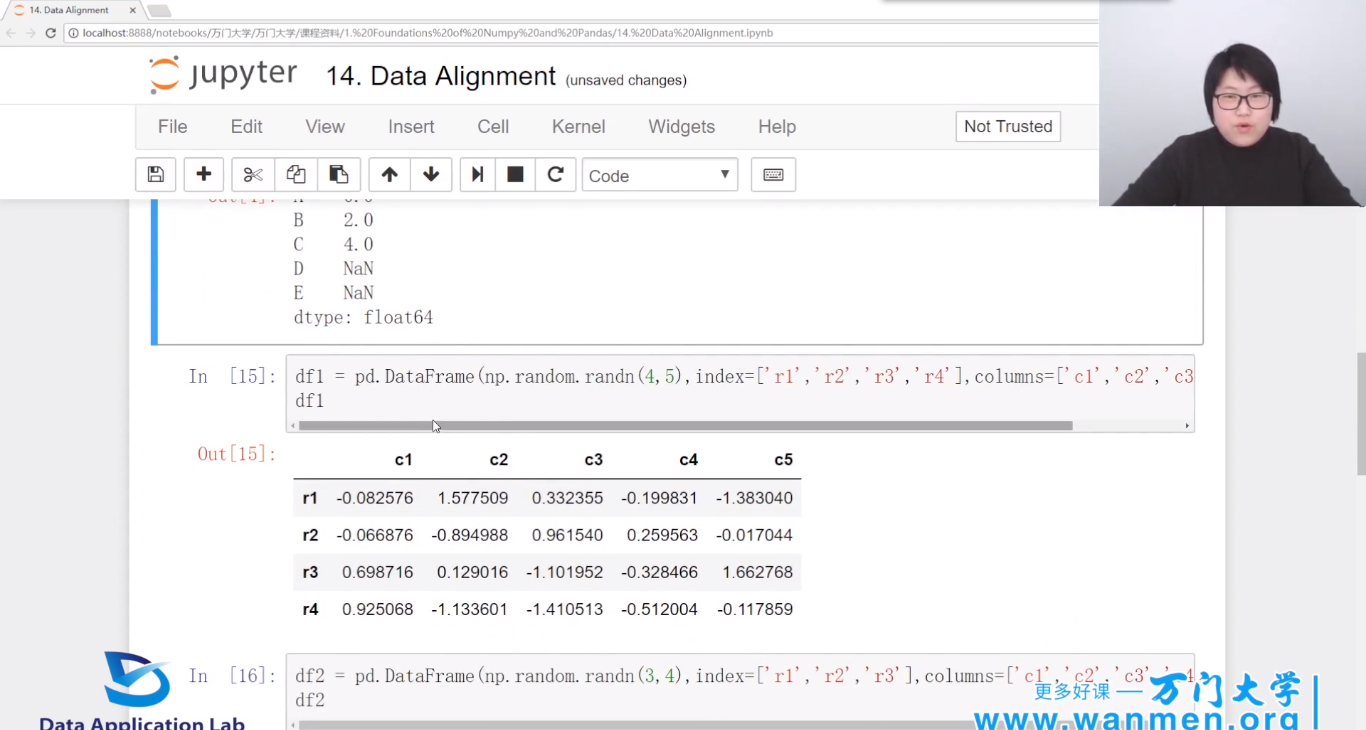 14. Data Alignment
localhost:8888/notebooks/万门大学/万门大学/课程资料/1.%20Foundations%20of%20Numpy%20and%20Pandas/14.%20Data%20Alignment.ipynb
jupyter 14. Data Alignment (unsaved changes)
File Edit View Insert Cell Kernel Widgets Help Not Trusted
Code
B 2.0
C 4.0
D NaN
E NaN
dtype: float64
In [15]: df1 = pd.DataFrame(np.random.randn(4,5),index=['r1','r2','r3','r4'],columns=['c1','c2','c3
df1
Out[15]:
c1 c2 c3 c4 c5
r1 -0.082576 1.577509 0.332355 -0.199831 -1.383040
r2 -0.066876 -0.894988 0.961540 0.259563 -0.017044
r3 0.698716 0.129016 -1.101952 -0.328466 1.662768
r4 0.925068 -1.133601 -1.410513 -0.512004 -0.117859
In [16]: df2 = pd.DataFrame(np.random.randn(3,4),index=['r1','r2','r3'],columns=['c1','c2','c3','c4
df2
更多好课 — 万门大学
www.wanmen.org
Data Application Lab